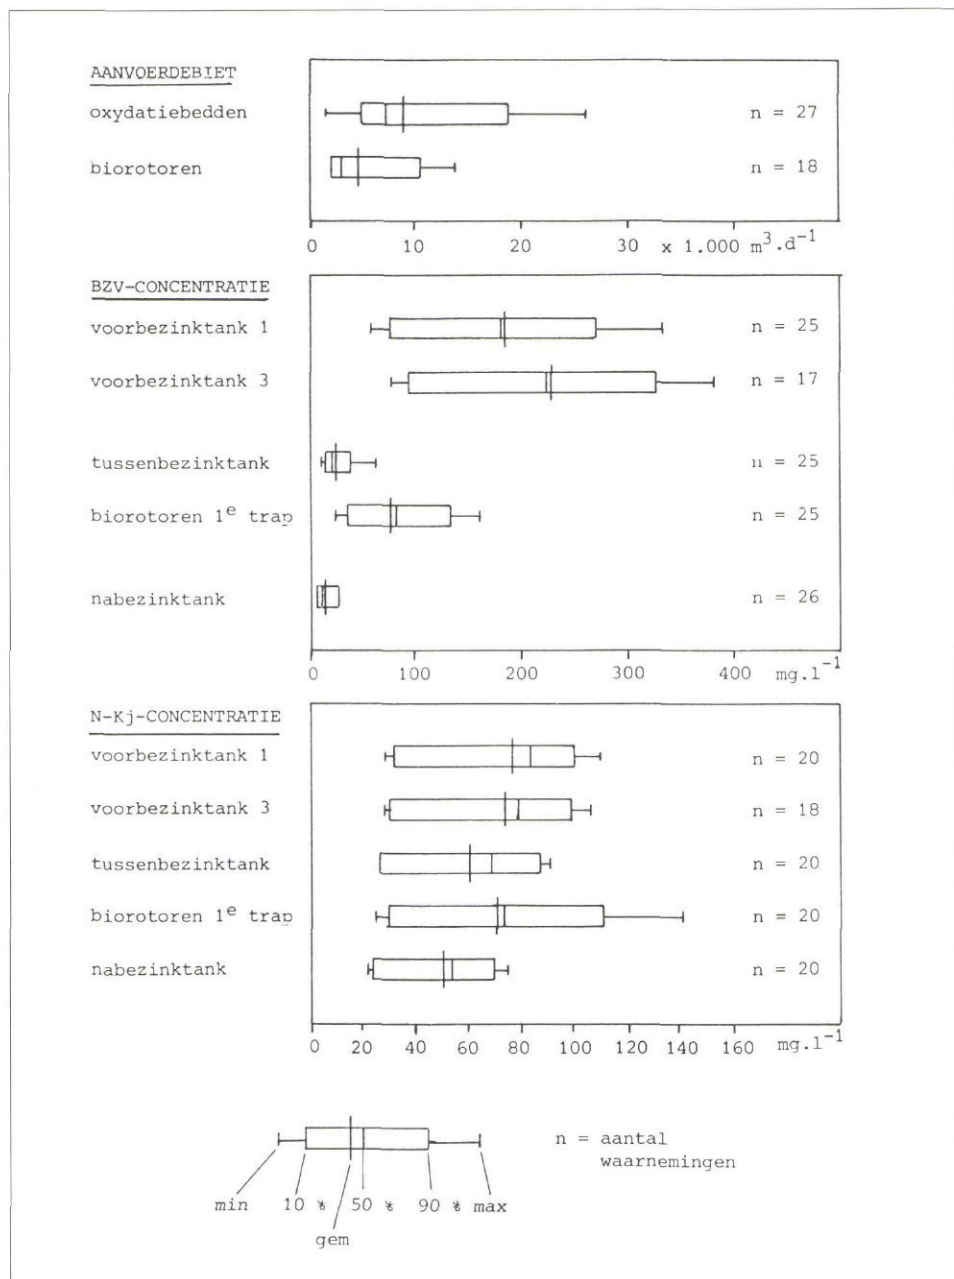 AANVOERDEBIET
oxydatiebedden n = 27
biorotoren n = 18
0 10 20 30 x 1.000 m³.d⁻¹
BZV-CONCENTRATIE
voorbezinktank 1 n = 25
voorbezinktank 3 n = 17
tussenbezinktank n = 25
biorotoren 1e trap n = 25
nabezinktank n = 26
0 100 200 300 400 mg.l⁻¹
N-Kj-CONCENTRATIE
voorbezinktank 1 n = 20
voorbezinktank 3 n = 18
tussenbezinktank n = 20
biorotoren 1e trap n = 20
nabezinktank n = 20
0 20 40 60 80 100 120 140 160 mg.l⁻¹
n = aantal
waarnemingen
min 10 % 50 % 90 % max
gem